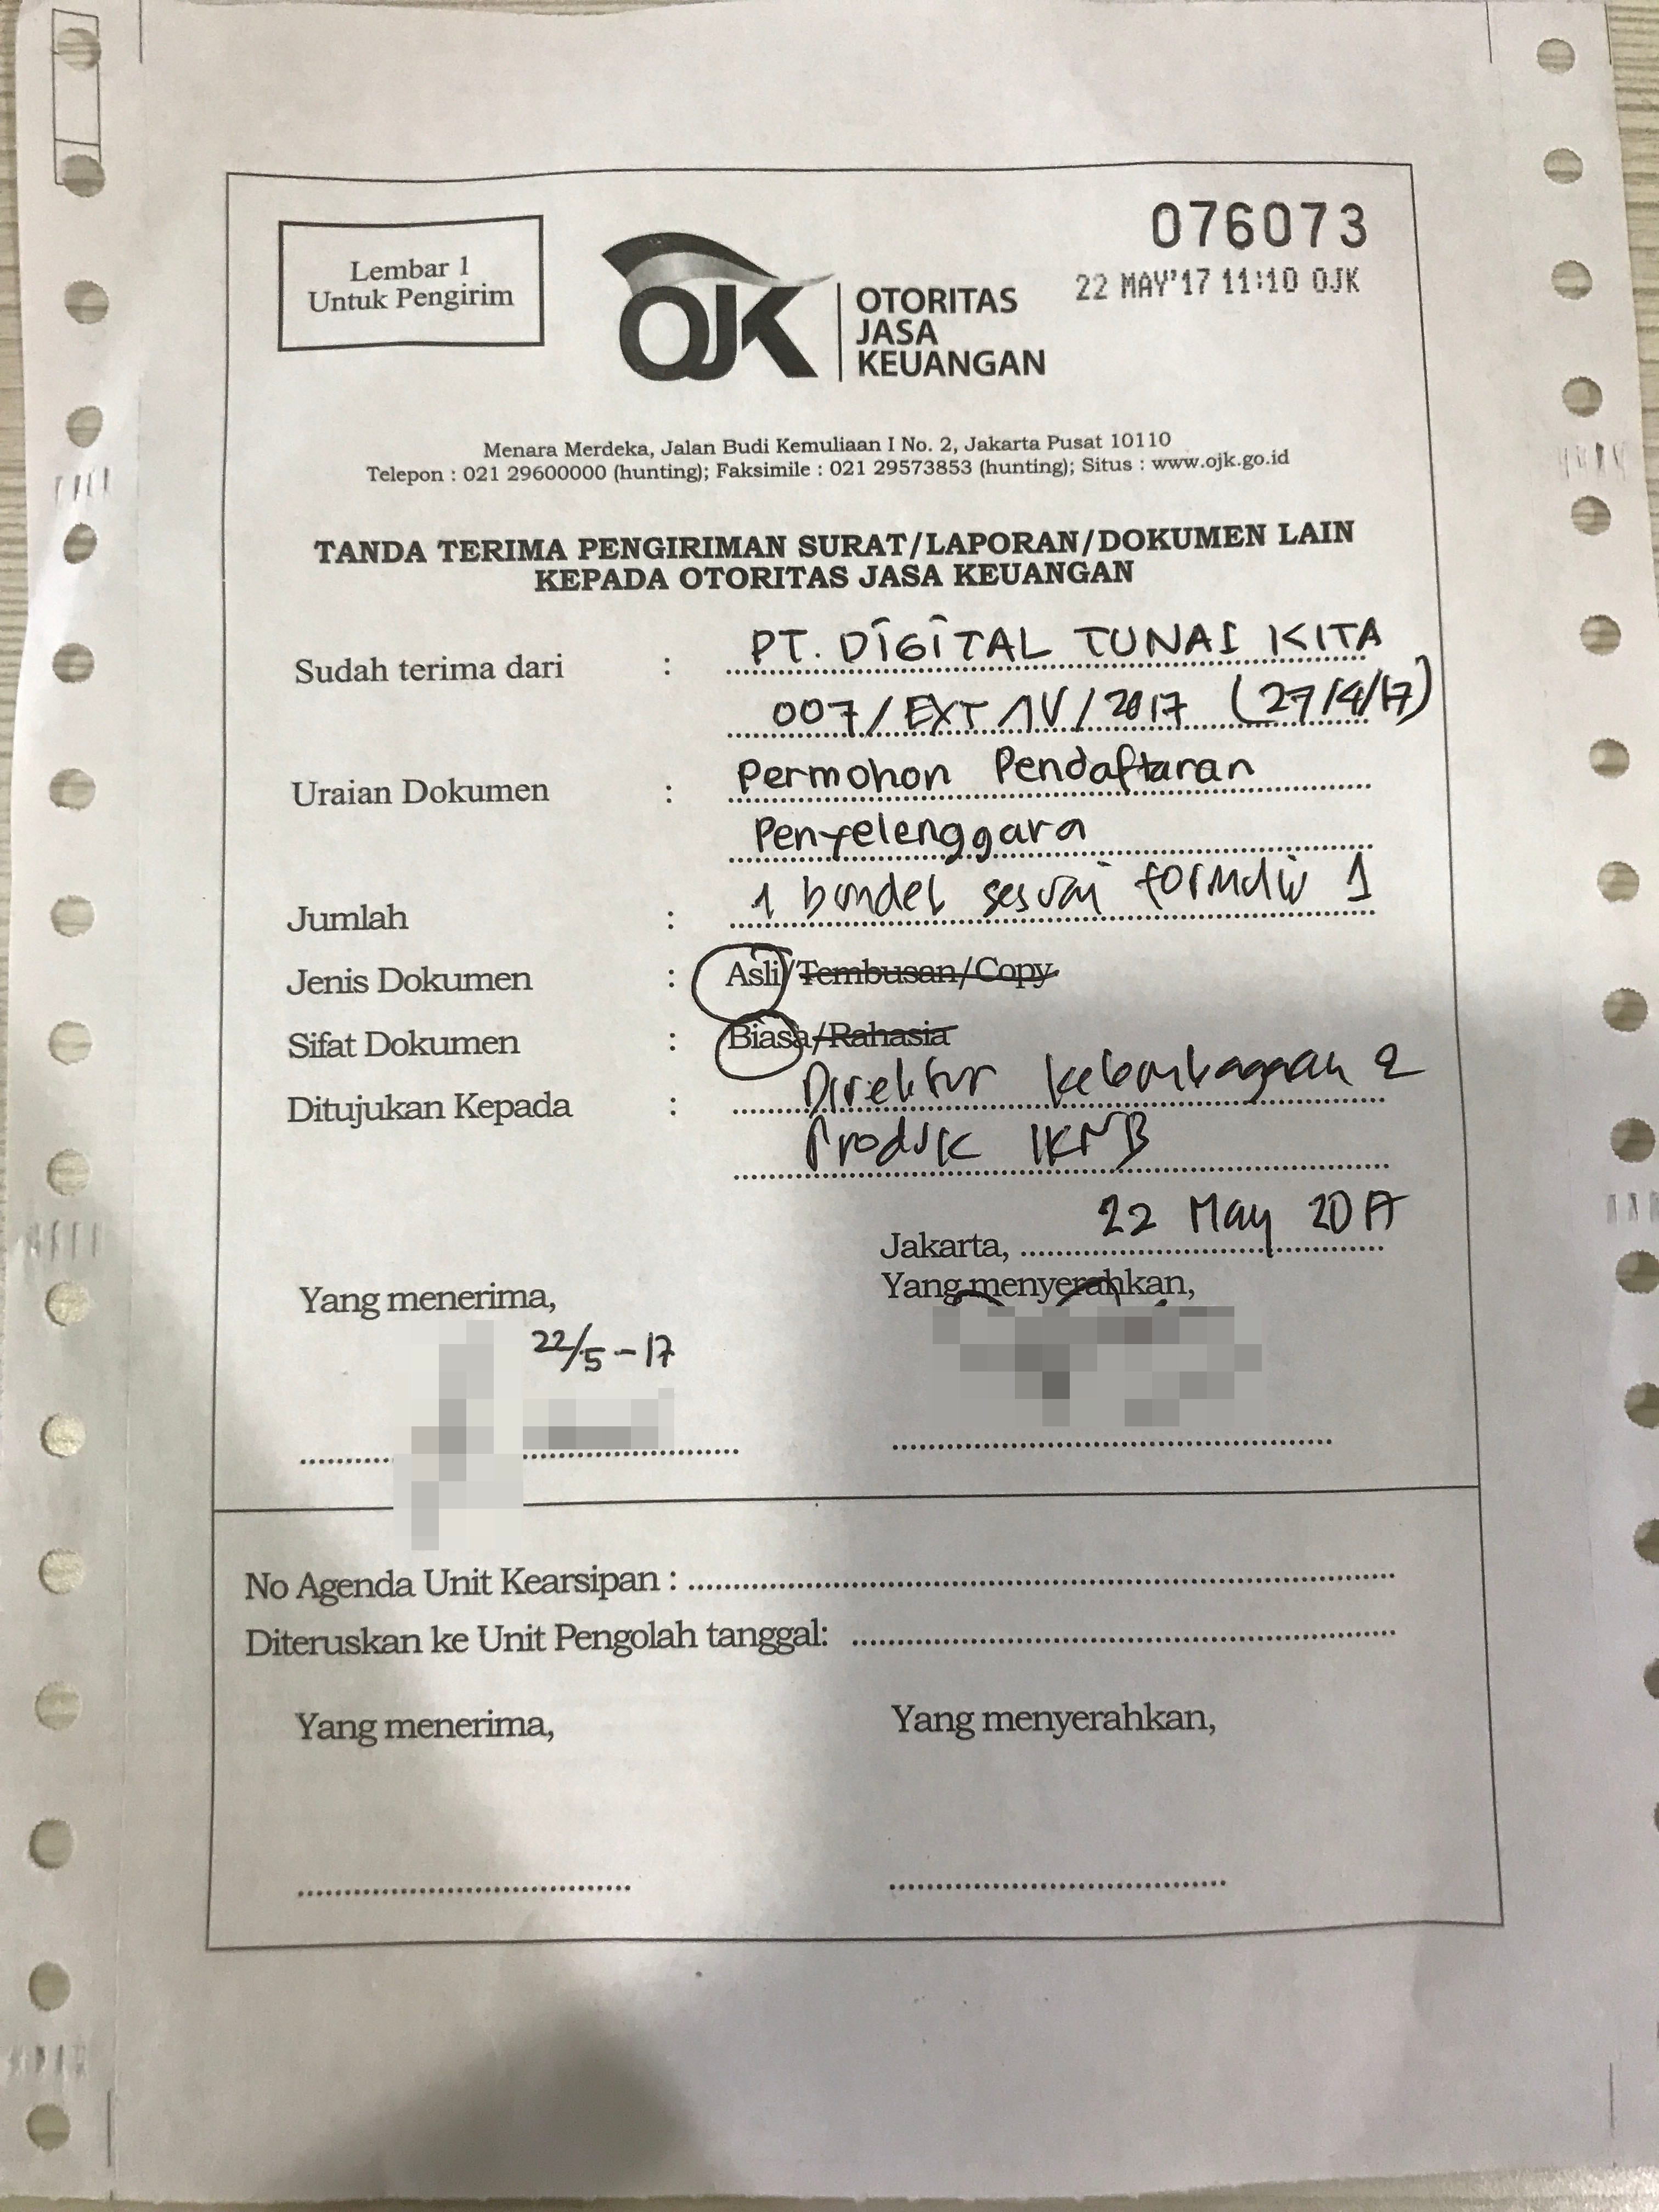 Lembar 1
Untuk Pengirim
OJK
OTORITAS
JASA
KEUANGAN
076073
22 MAY'17 11:10 OJK
Menara Merdeka, Jalan Budi Kemuliaan I No. 2, Jakarta Pusat 10110
Telepon : 021 29600000 (hunting); Faksimile : 021 29573853 (hunting); Situs : www.ojk.go.id
TANDA TERIMA PENGIRIMAN SURAT/LAPORAN/DOKUMEN LAIN
KEPADA OTORITAS JASA KEUANGAN
Sudah terima dari : PT. DIGITAL TUNAI KITA
007/EXT/IV/2017 (27/4/17)
Uraian Dokumen : Permohon Pendaftaran
Penyelenggara
Jumlah : 1 bundel sesuai formulir 1
Jenis Dokumen : Asli/Tembusan/Copy
Sifat Dokumen : Biasa/Rahasia
Ditujukan Kepada : Direktur kelembagaan &
Produk IKNB
Jakarta, 22 May 2017
Yang menerima, Yang menyerahkan,
22/5-17
No Agenda Unit Kearsipan :
Diteruskan ke Unit Pengolah tanggal:
Yang menerima, Yang menyerahkan,